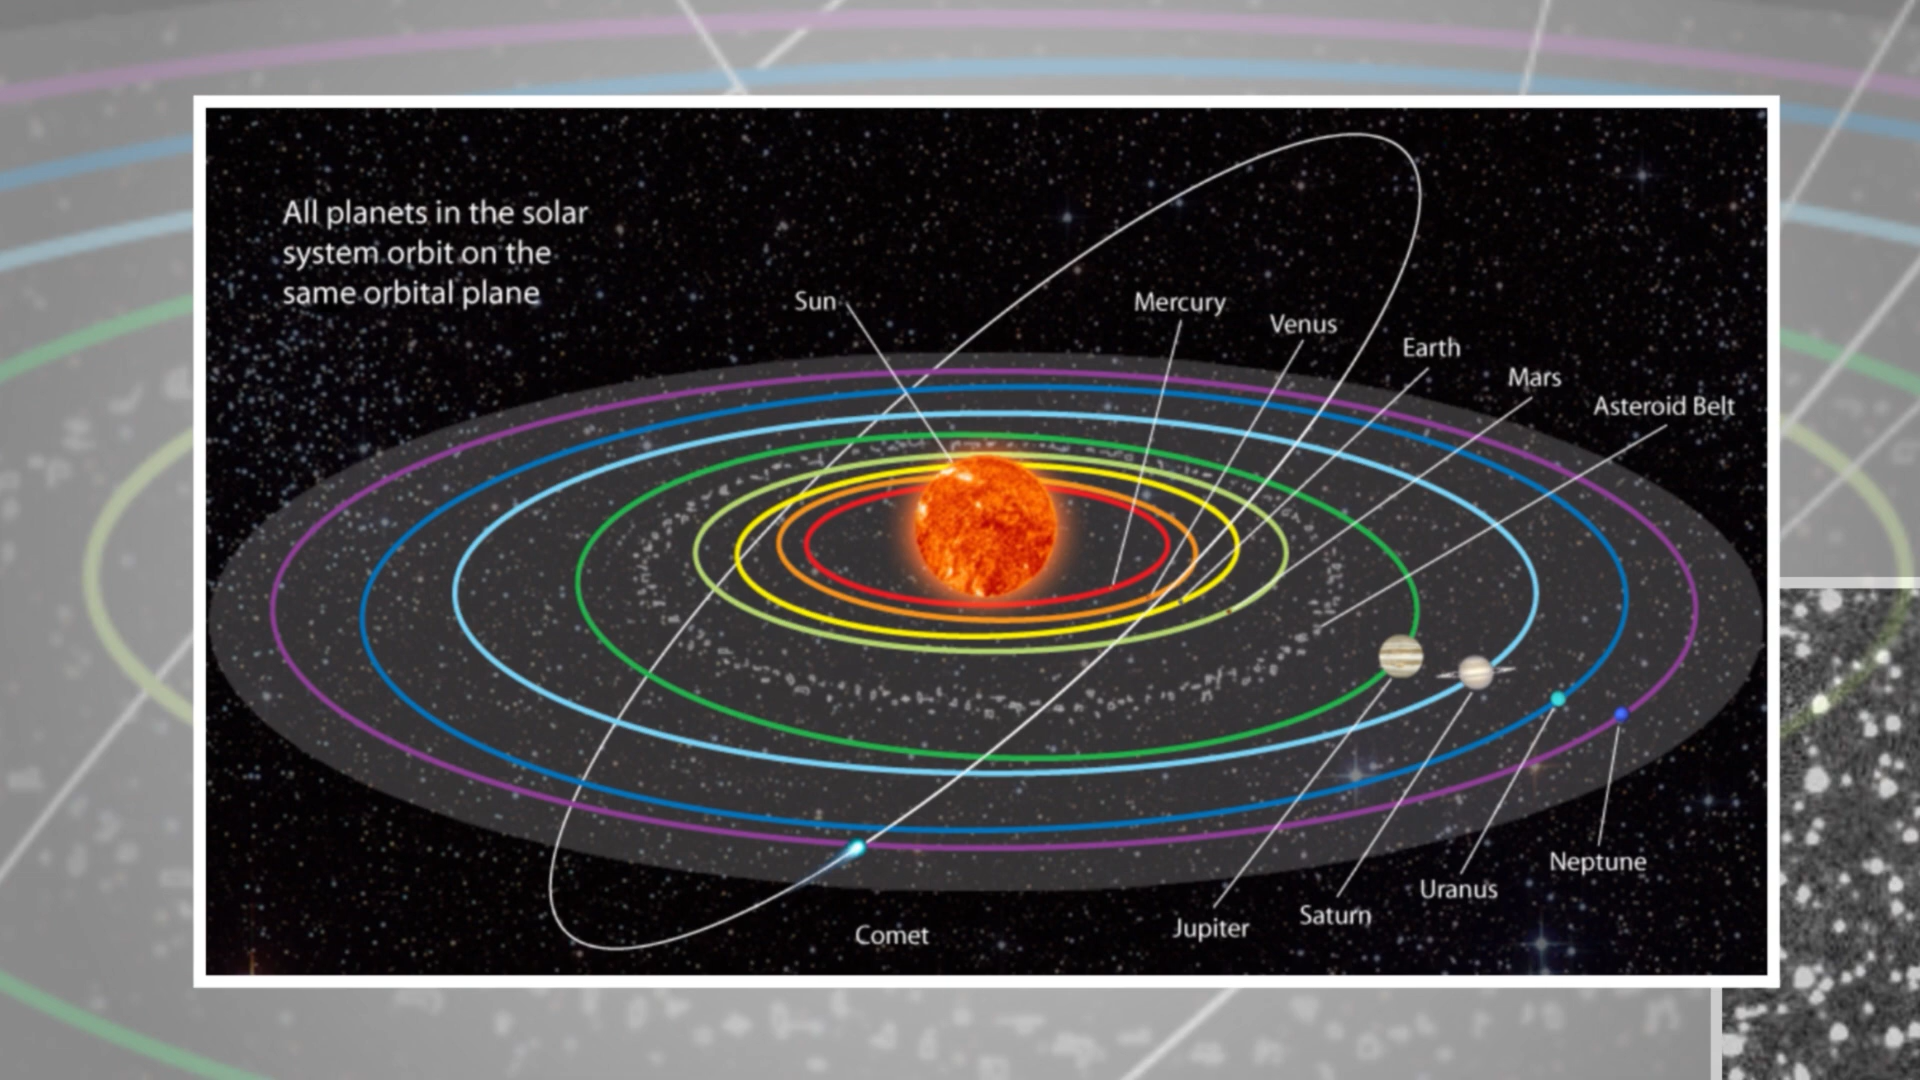 All planets in the solar
system orbit on the
same orbital plane
Sun
Mercury
Venus
Earth
Mars
Asteroid Belt
Neptune
Uranus
Saturn
Jupiter
Comet